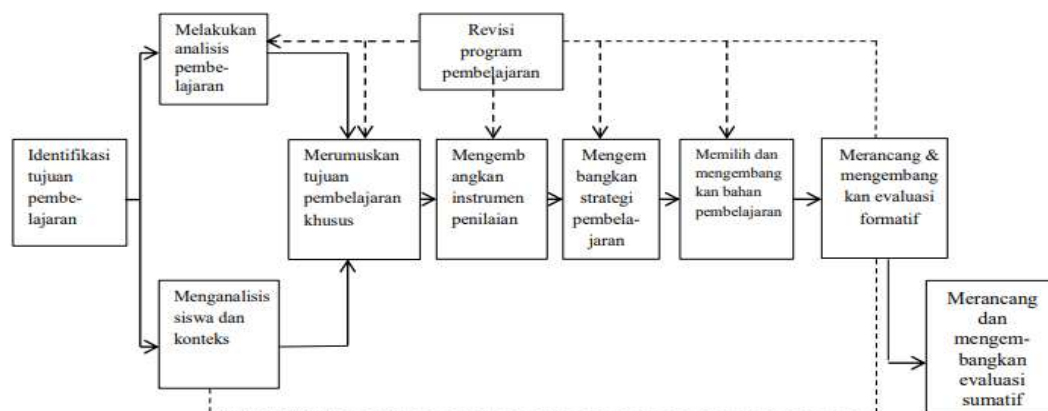 Melakukan
analisis
pembe-
lajaran
Revisi
program
pembelajaran
Identifikasi
tujuan
pembe-
lajaran
Merumuskan
tujuan
pembelajaran
khusus
Mengemb
angkan
instrumen
penilaian
Mengem
bangkan
strategi
pembela-
jaran
Memilih dan
mengembang
kan bahan
pembelajaran
Merancang &
mengembang
kan evaluasi
formatif
Menganalisis
siswa dan
konteks
Merancang
dan
mengem-
bangkan
evaluasi
sumatif